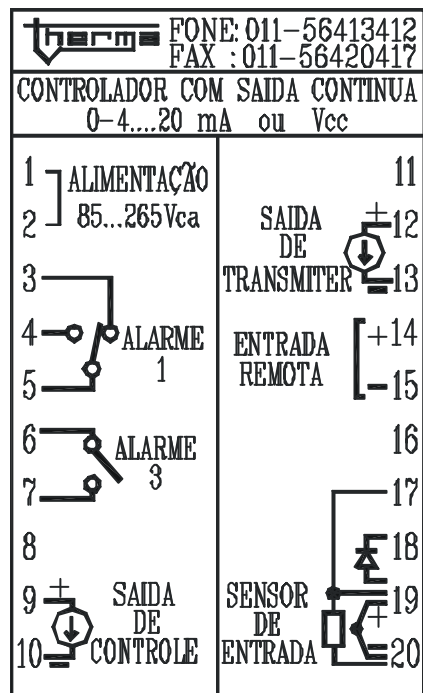 therma
FONE: 011-56413412
FAX : 011-56420417
CONTROLADOR COM SAIDA CONTINUA
0-4....20 mA ou Vcc
1
ALIMENTAÇÃO
2
85...265Vca
3
4
ALARME
1
5
6
ALARME
3
7
8
9
+
SAIDA
DE
10
CONTROLE
11
SAIDA
+
12
DE
TRANSMITER
13
ENTRADA
+14
REMOTA
-15
16
17
18
SENSOR
19
DE
+
ENTRADA
20